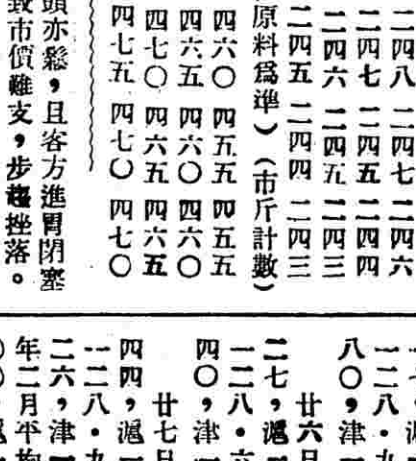 二四八 二四七 二四六
二四七 二四五 二四四
二四六 二四五 二四三
二四五 二四四 二四三
原料爲準）（市斤計數）
四六〇 四五五 四五五
四六五 四六〇 四六〇
四七〇 四六五 四六五
四七五 四七〇 四七〇
頭亦鬆，且客方進胃閉塞
致市價難支，步趨挫落。
一二八・九
八〇，津
廿六日
二七，滬
一二八・六
四〇，津
廿七日
四四，滬
一二八・九
二六，津
年二月平均